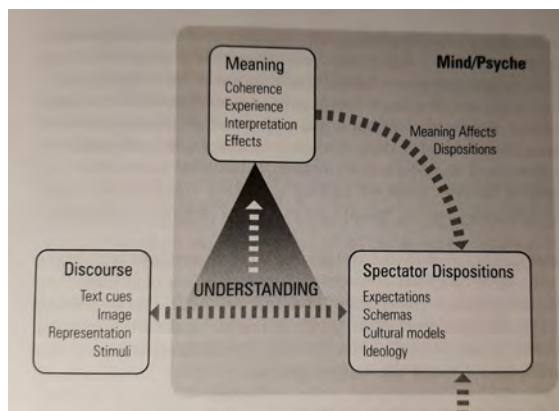 Mind/Psyche
Meaning
Coherence
Experience
Interpretation
Effects
Meaning Affects
Dispositions
Discourse
Text cues
Image
Representation
Stimuli
UNDERSTANDING
Spectator Dispositions
Expectations
Schemas
Cultural models
Ideology